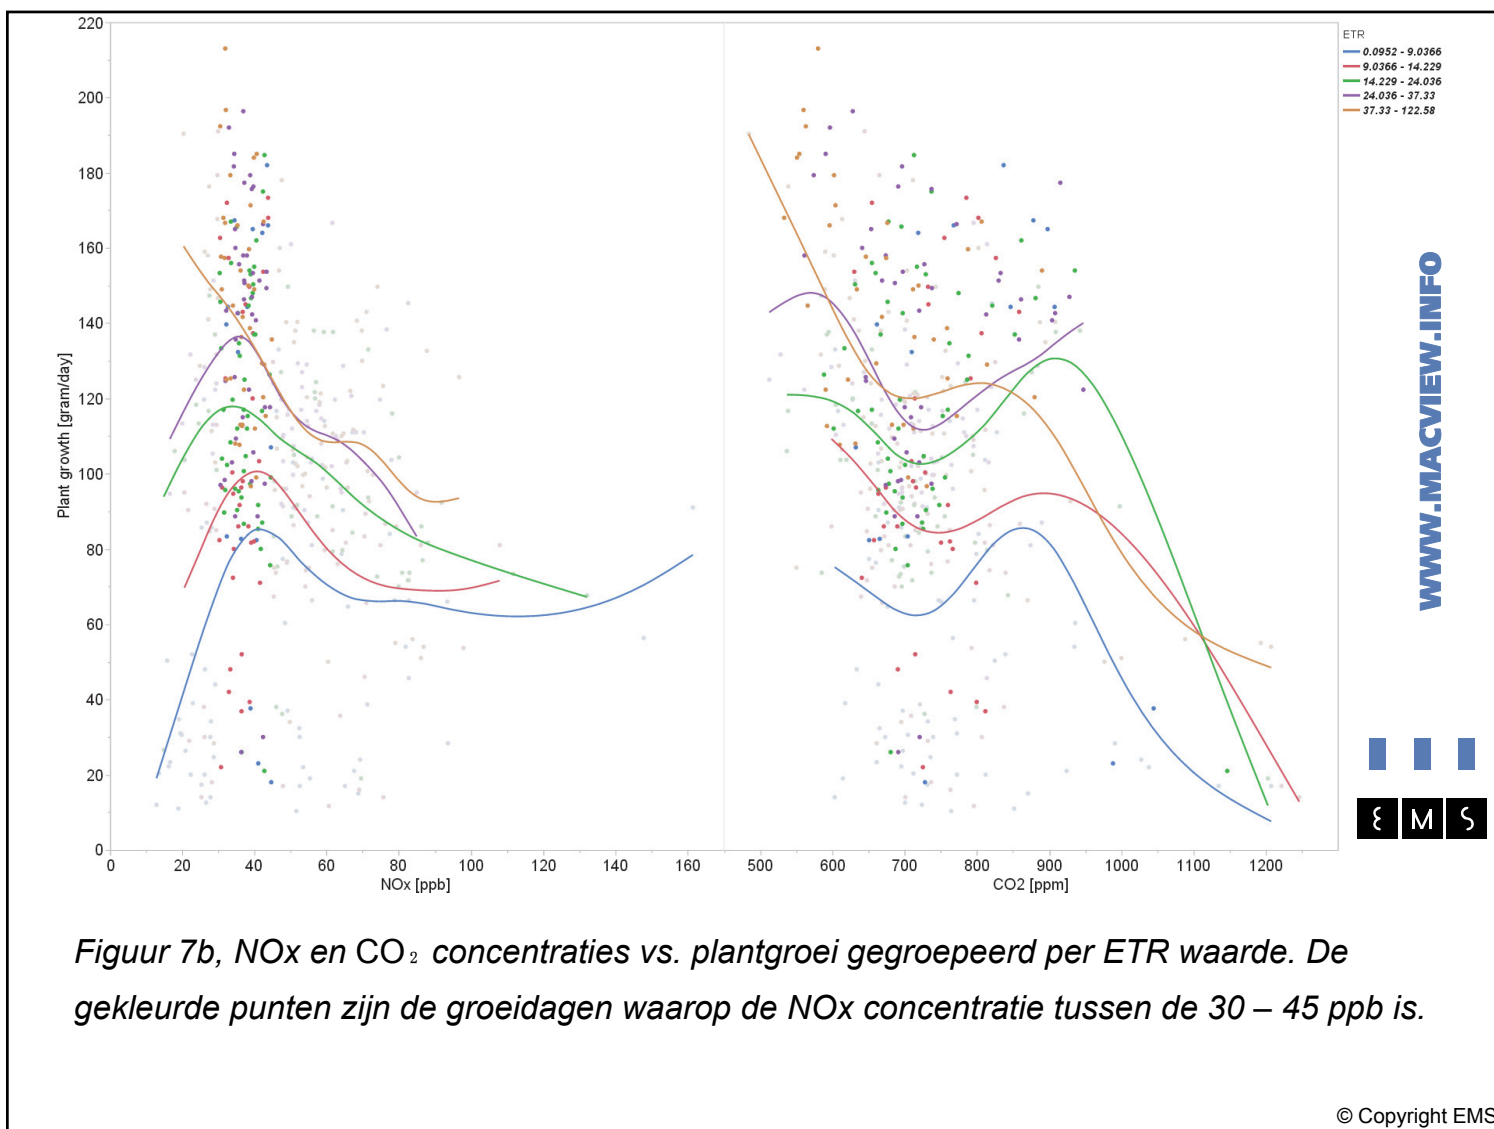 220
200
180
160
140
120
100
80
60
40
20
0
Plant growth [gram/day]
0 20 40 60 80 100 120 140 160
NOx [ppb]
500 600 700 800 900 1000 1100 1200
CO2 [ppm]
ETR
0.0952 - 9.0366
9.0366 - 14.229
14.229 - 24.036
24.036 - 37.33
37.33 - 122.58
WWW.MACVIEW.INFO
EMS
Figuur 7b, NOx en CO₂ concentraties vs. plantgroei gegroepeerd per ETR waarde. De
gekleurde punten zijn de groeidagen waarop de NOx concentratie tussen de 30 – 45 ppb is.
© Copyright EMS